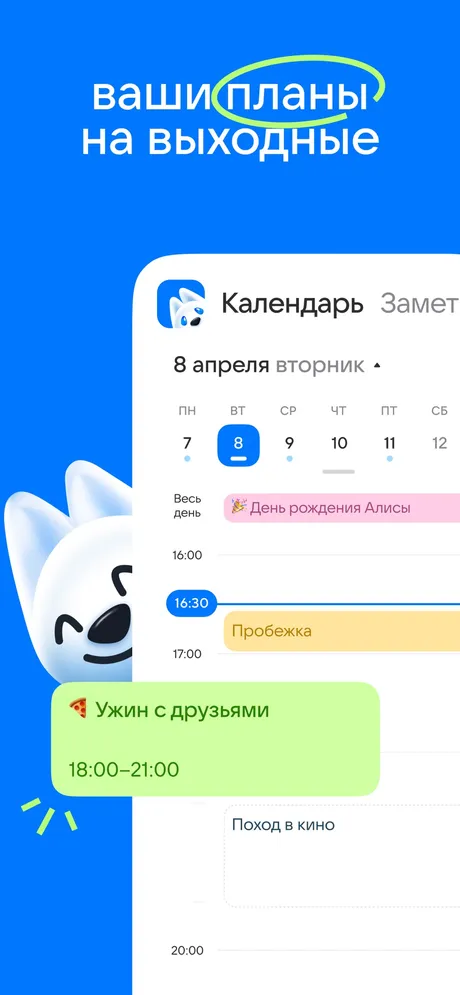 ваши планы
на выходные
Календарь Замет
8 апреля вторник
ПН ВТ СР ЧТ ПТ СБ
7 8 9 10 11 12
Весь
день
🎉 День рождения Алисы
16:00
16:30
Пробежка
17:00
🍕 Ужин с друзьями
18:00–21:00
Поход в кино
20:00